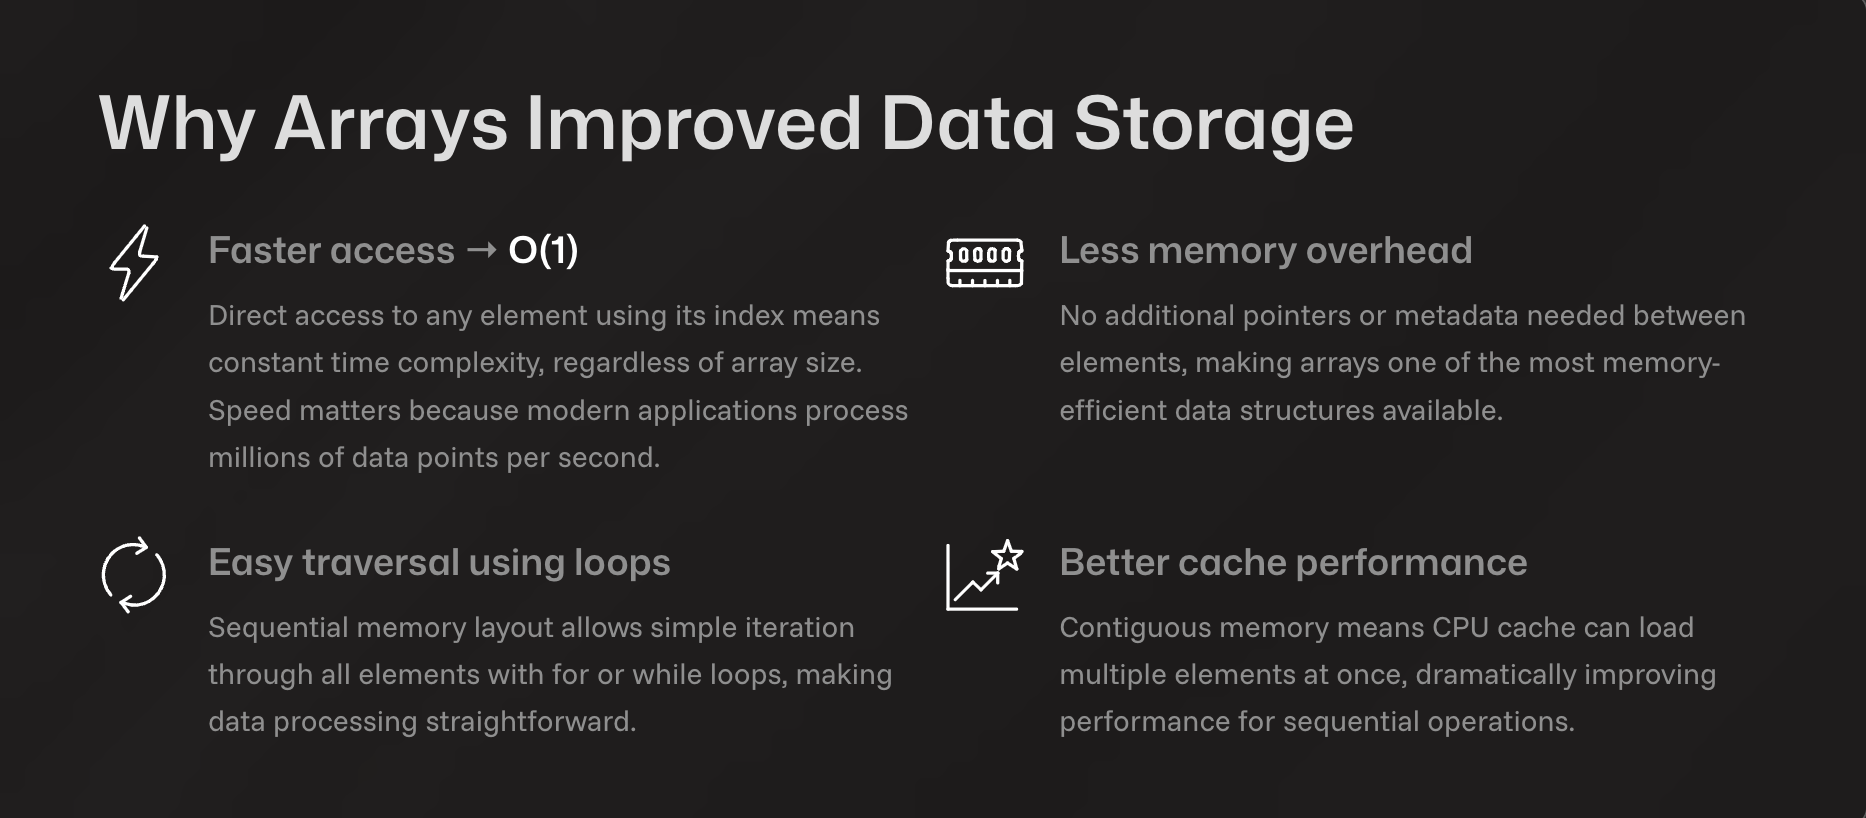 Why Arrays Improved Data Storage
Faster access → O(1)
Direct access to any element using its index means
constant time complexity, regardless of array size.
Speed matters because modern applications process
millions of data points per second.
Less memory overhead
No additional pointers or metadata needed between
elements, making arrays one of the most memory-
efficient data structures available.
Easy traversal using loops
Sequential memory layout allows simple iteration
through all elements with for or while loops, making
data processing straightforward.
Better cache performance
Contiguous memory means CPU cache can load
multiple elements at once, dramatically improving
performance for sequential operations.